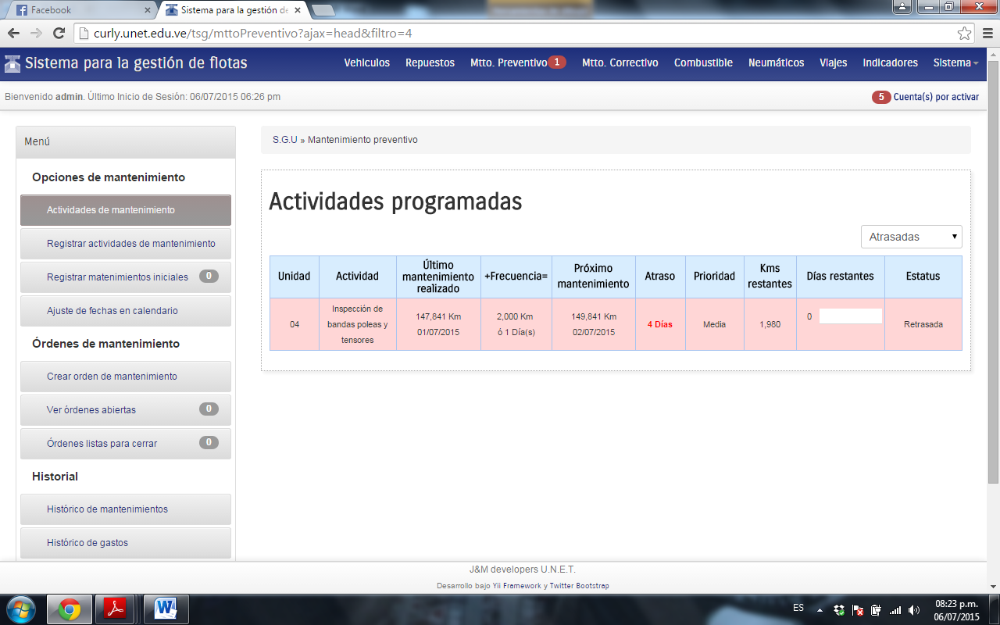 Facebook
Sistema para la gestión de
curly.unet.edu.ve/tsg/mttoPreventivo?ajax=head&filtro=4
Sistema para la gestión de flotas
Vehiculos Repuestos Mtto. Preventivo 1 Mtto. Correctivo Combustible Neumáticos Viajes Indicadores Sistema
Bienvenido admin. Último Inicio de Sesión: 06/07/2015 06:26 pm
5 Cuenta(s) por activar
Menú
Opciones de mantenimiento
Actividades de mantenimiento
Registrar actividades de mantenimiento
Registrar matenimientos iniciales 0
Ajuste de fechas en calendario
Órdenes de mantenimiento
Crear orden de mantenimiento
Ver órdenes abiertas 0
Órdenes listas para cerrar 0
Historial
Histórico de mantenimientos
Histórico de gastos
S.G.U » Mantenimiento preventivo
Actividades programadas
Atrasadas
Unidad
Actividad
Último
mantenimiento
realizado
+Frecuencia=
Próximo
mantenimiento
Atraso
Prioridad
Kms
restantes
Días restantes
Estatus
04
Inspección de
bandas poleas y
tensores
147,841 Km
01/07/2015
2,000 Km
ó 1 Día(s)
149,841 Km
02/07/2015
4 Días
Media
1,980
0
Retrasada
J&M developers U.N.E.T.
Desarrollo bajo Yii Framework y Twitter Bootstrap
ES
08:23 p.m.
06/07/2015